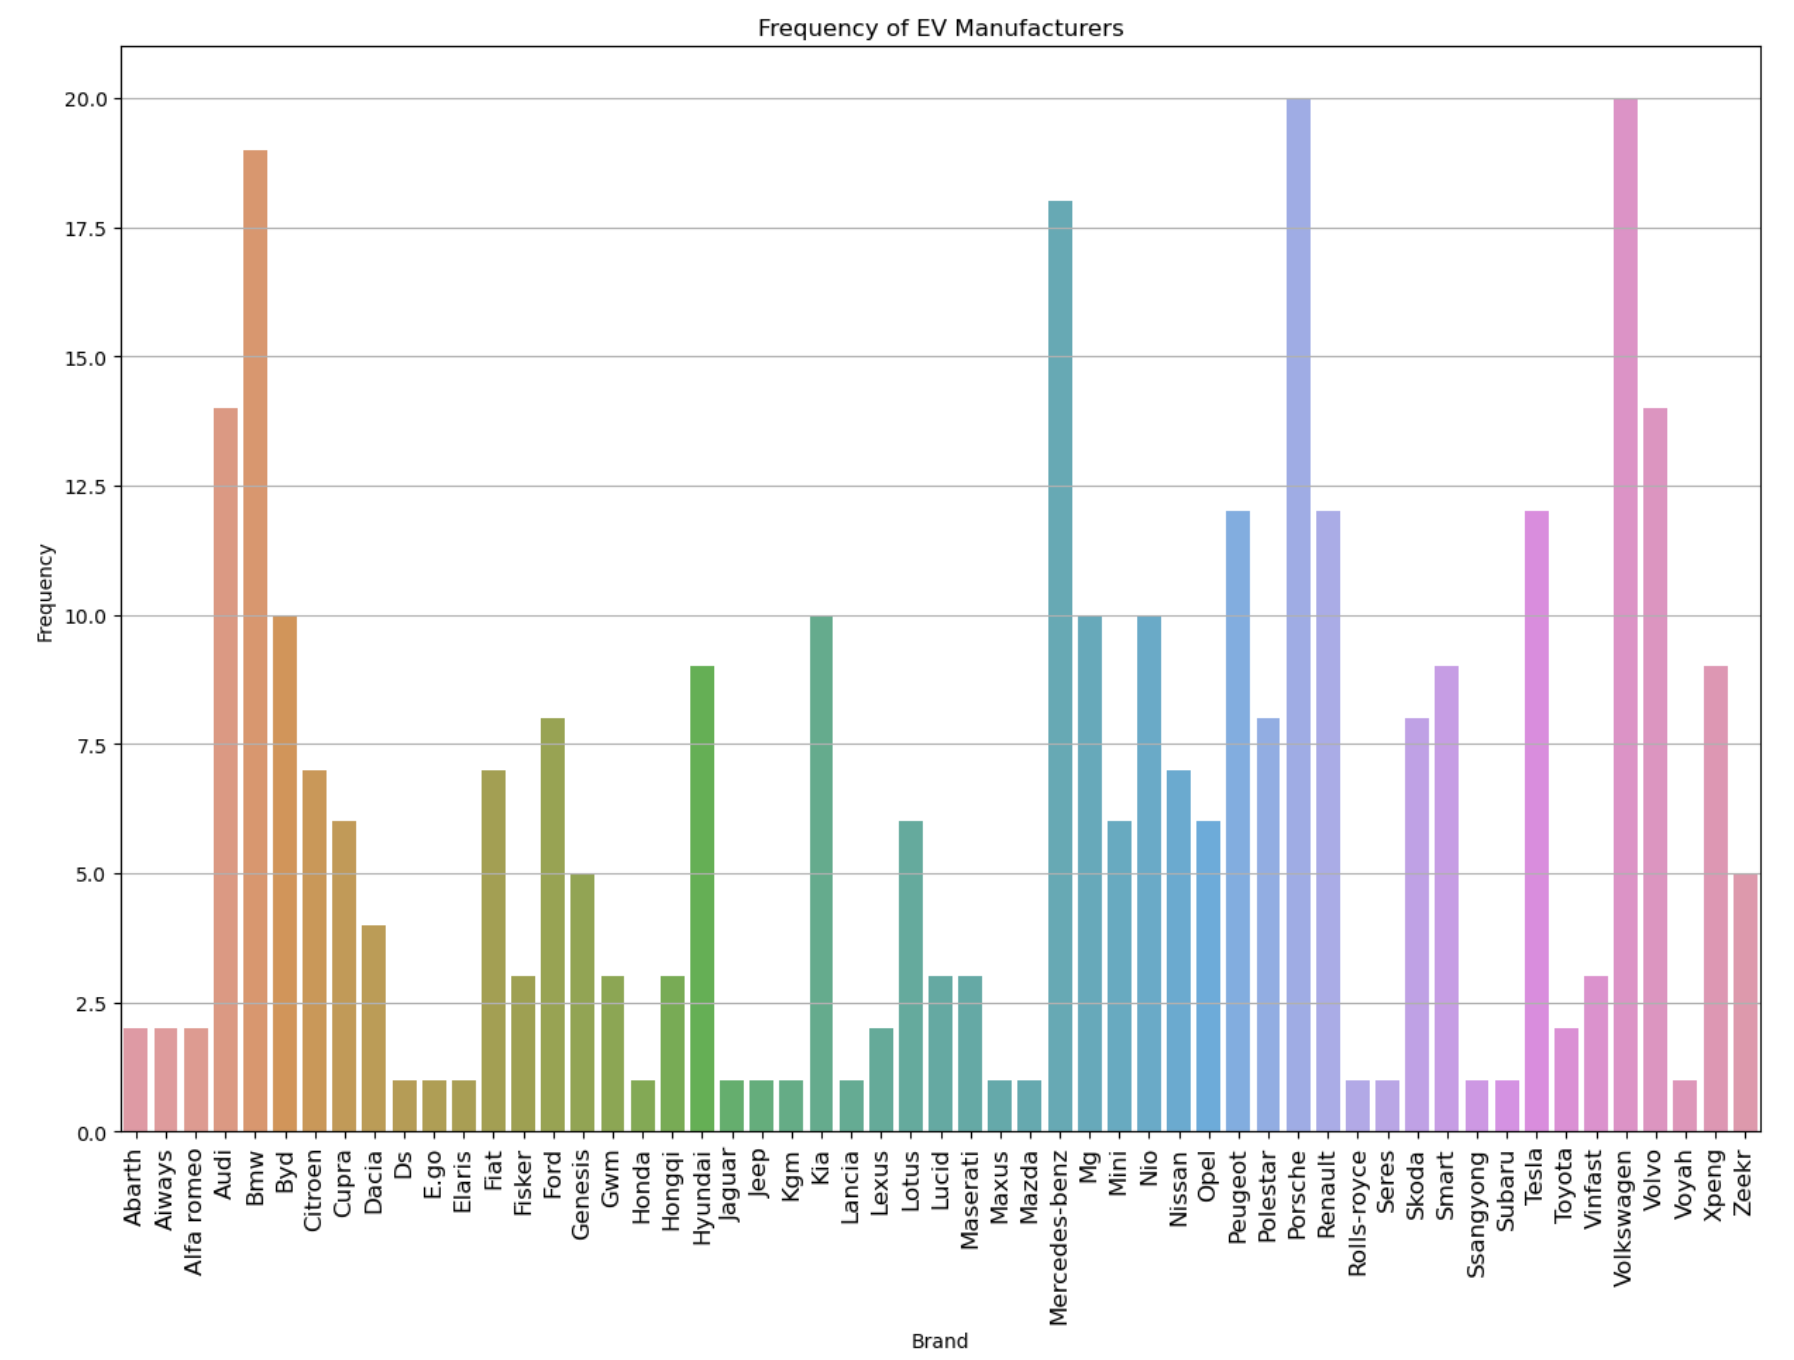 Frequency of EV Manufacturers
20.0
17.5
15.0
12.5
10.0
7.5
5.0
2.5
0.0
Frequency
Abarth
Aiways
Alfa romeo
Audi
Bmw
Byd
Citroen
Cupra
Dacia
Ds
E.go
Elaris
Fiat
Fisker
Ford
Genesis
Gwm
Honda
Hongqi
Hyundai
Jaguar
Jeep
Kgm
Kia
Lancia
Lexus
Lotus
Lucid
Maserati
Maxus
Mazda
Mercedes-benz
Mg
Mini
Nio
Nissan
Opel
Peugeot
Polestar
Porsche
Renault
Rolls-royce
Seres
Skoda
Smart
Ssangyong
Subaru
Tesla
Toyota
Vinfast
Volkswagen
Volvo
Voyah
Xpeng
Zeekr
Brand